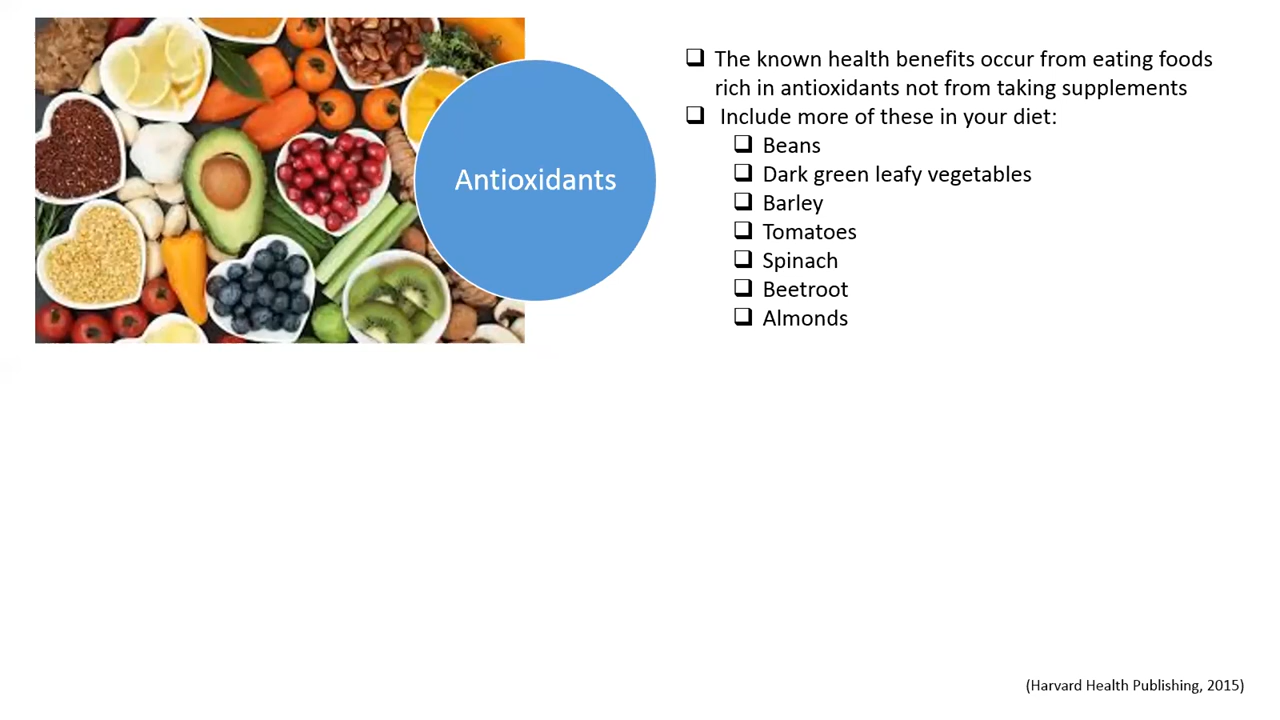 Antioxidants
The known health benefits occur from eating foods
rich in antioxidants not from taking supplements
Include more of these in your diet:
Beans
Dark green leafy vegetables
Barley
Tomatoes
Spinach
Beetroot
Almonds
(Harvard Health Publishing, 2015)